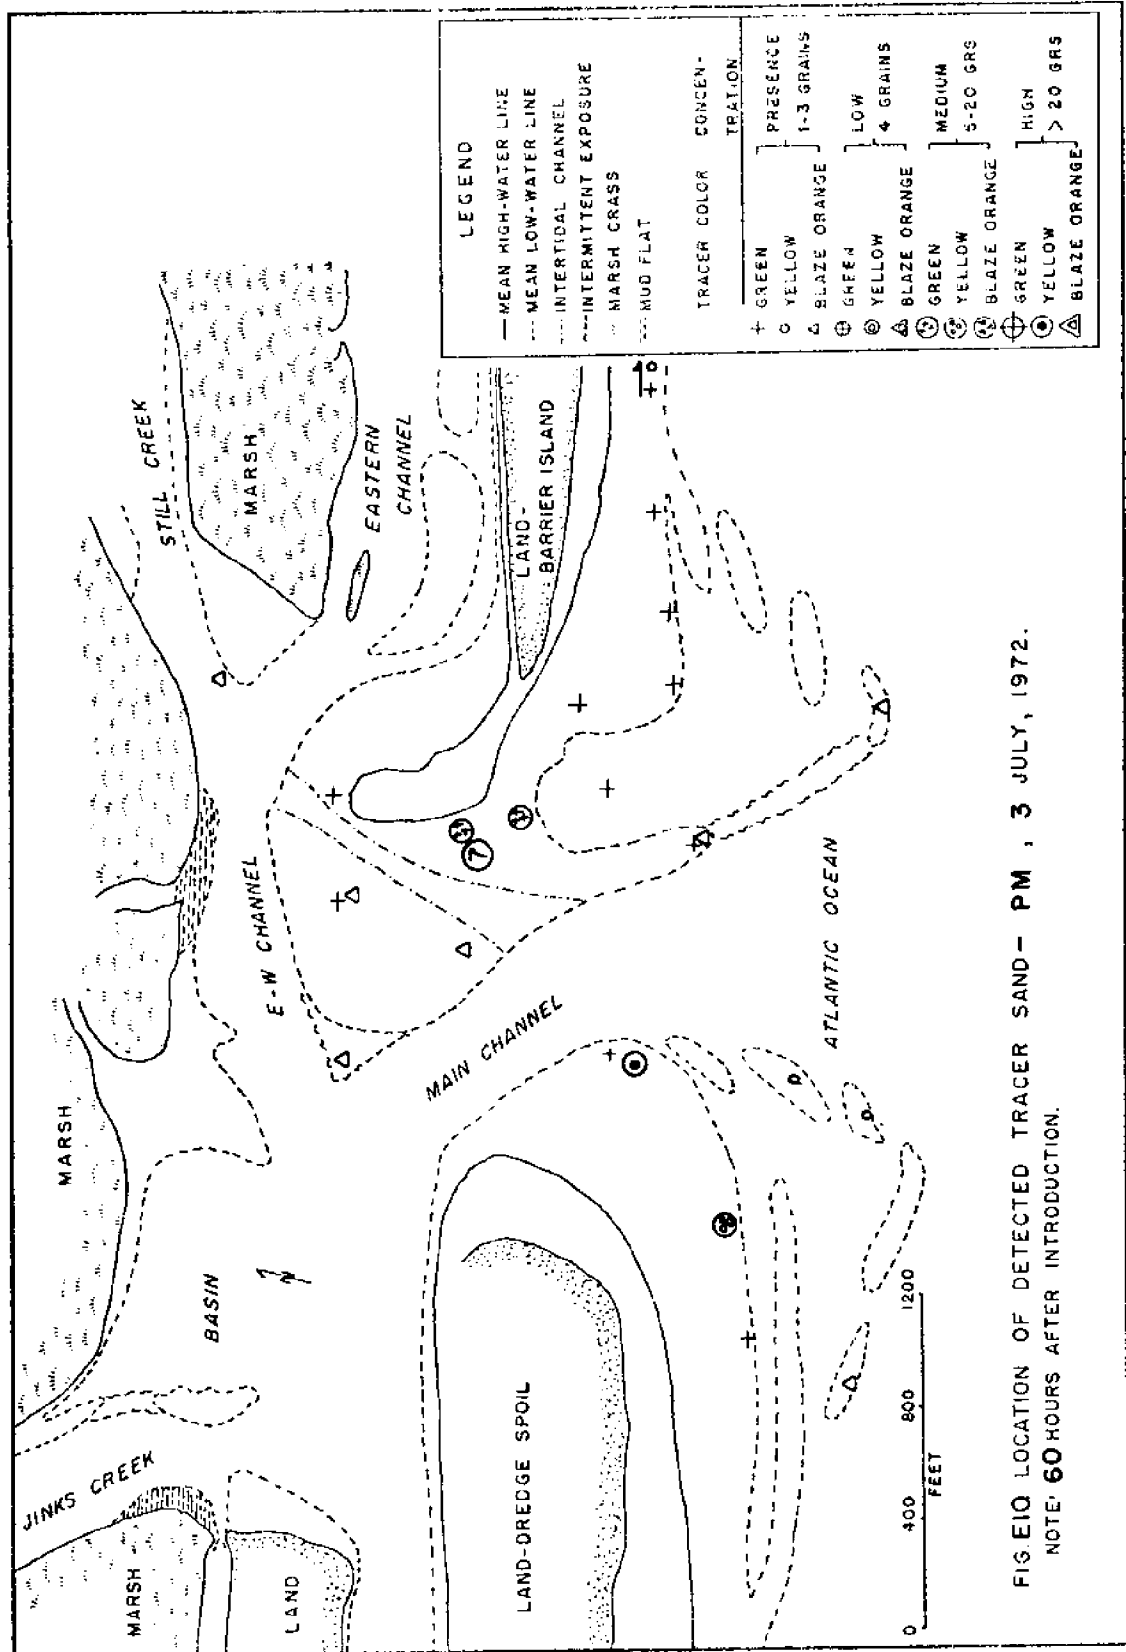 JINKS CREEK
MARSH
LAND
BASIN
MARSH
STILL CREEK
MARSH
EASTERN
CHANNEL
E-W CHANNEL
MAIN CHANNEL
LAND-
BARRIER ISLAND
LAND-DREDGE SPOIL
ATLANTIC OCEAN
N
0 400 800 1200
FEET
LEGEND
MEAN HIGH-WATER LINE
MEAN LOW-WATER LINE
INTERTIDAL CHANNEL
INTERMITTENT EXPOSURE
MARSH CRASS
MUD FLAT
TRACER COLOR CONCEN-
TRATION
GREEN
YELLOW
BLAZE ORANGE
PRESENCE
1-3 GRAINS
GREEN
YELLOW
BLAZE ORANGE
LOW
4 GRAINS
GREEN
YELLOW
BLAZE ORANGE
MEDIUM
5-20 GRS
GREEN
YELLOW
BLAZE ORANGE
HIGH
> 20 GRS
FIG. E10 LOCATION OF DETECTED TRACER SAND- PM, 3 JULY, 1972.
NOTE: 60 HOURS AFTER INTRODUCTION.